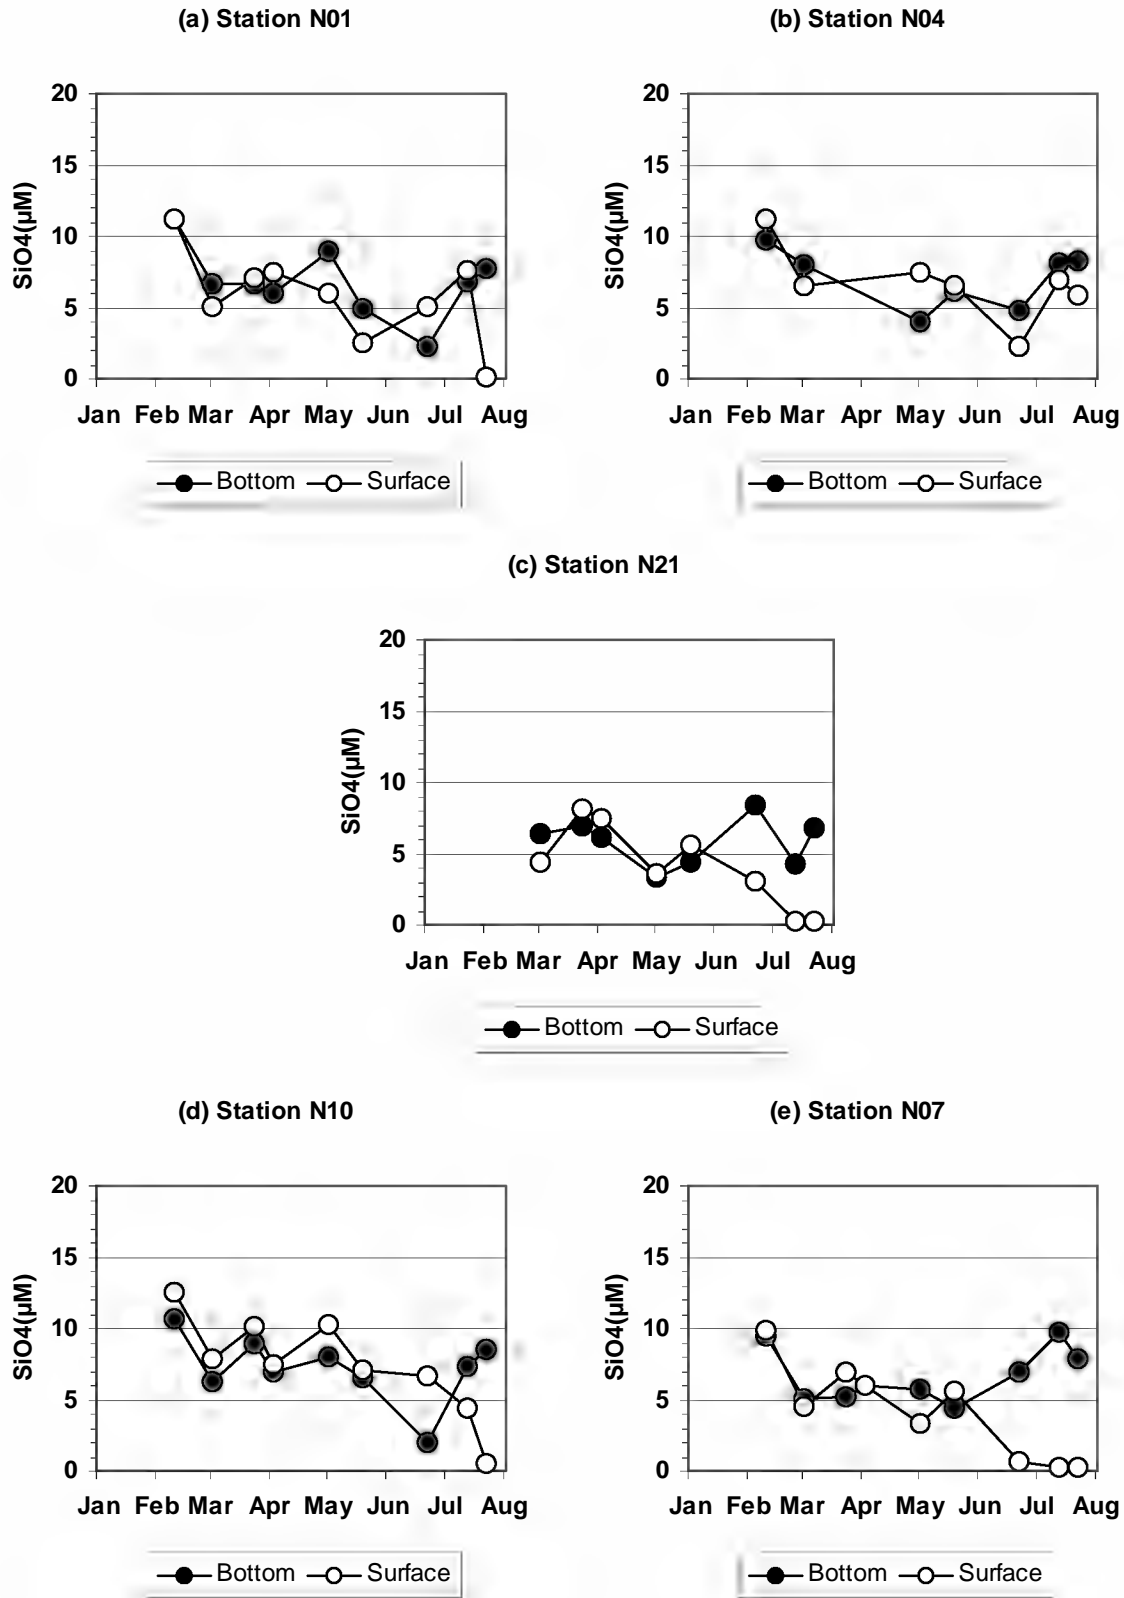 (a) Station N01
20
15
10
5
0
SiO4(µM)
Jan Feb Mar Apr May Jun Jul Aug
Bottom Surface
(b) Station N04
20
15
10
5
0
SiO4(µM)
Jan Feb Mar Apr May Jun Jul Aug
Bottom Surface
(c) Station N21
20
15
10
5
0
SiO4(µM)
Jan Feb Mar Apr May Jun Jul Aug
Bottom Surface
(d) Station N10
20
15
10
5
0
SiO4(µM)
Jan Feb Mar Apr May Jun Jul Aug
Bottom Surface
(e) Station N07
20
15
10
5
0
SiO4(µM)
Jan Feb Mar Apr May Jun Jul Aug
Bottom Surface